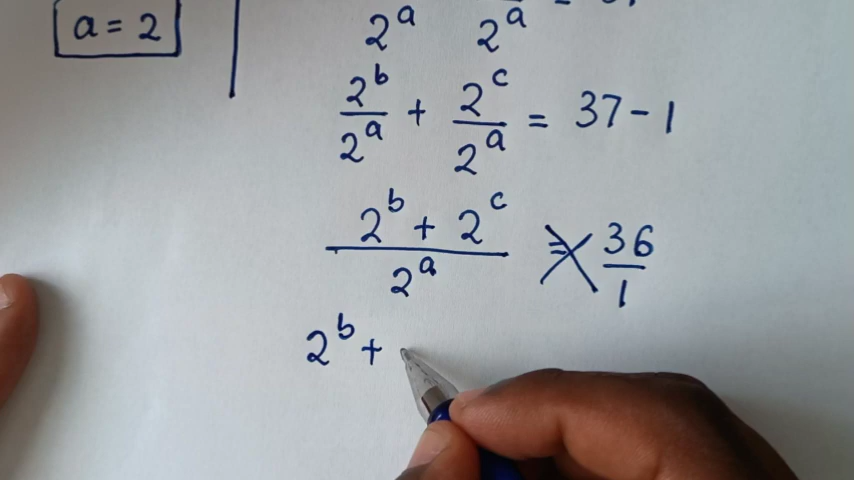 a = 2
2^a 2^a
2^b/2^a + 2^c/2^a = 37 - 1
(2^b + 2^c)/2^a = 36/1
2^b +